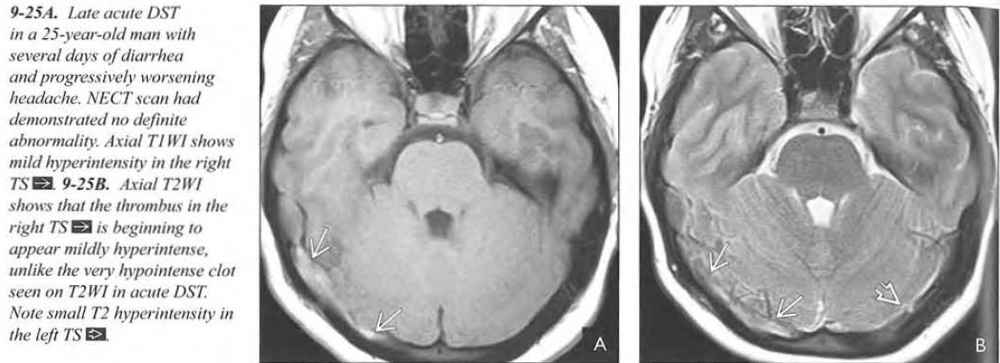 9-25A. Late acute DST
in a 25-year-old man with
several days of diarrhea
and progressively worsening
headache. NECT scan had
demonstrated no definite
abnormality. Axial T1WI shows
mild hyperintensity in the right
TS. 9-25B. Axial T2WI
shows that the thrombus in the
right TS is beginning to
appear mildly hyperintense,
unlike the very hypointense clot
seen on T2WI in acute DST.
Note small T2 hyperintensity in
the left TS.
A
B